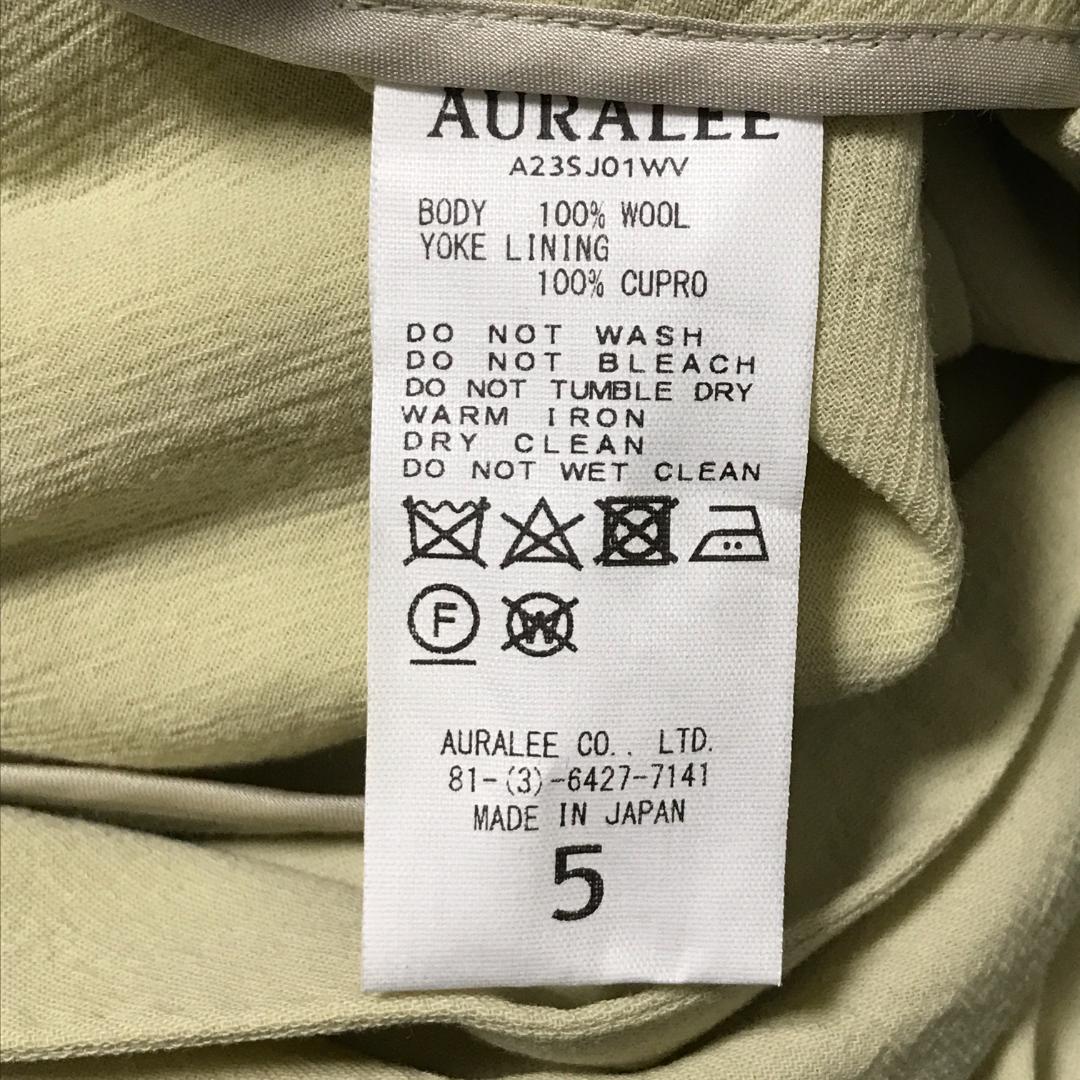 AURALEE
A23SJ01WV
BODY 100% WOOL
YOKE LINING
100% CUPRO
DO NOT WASH
DO NOT BLEACH
DO NOT TUMBLE DRY
WARM IRON
DRY CLEAN
DO NOT WET CLEAN
F W
AURALEE CO., LTD.
81-(3)-6427-7141
MADE IN JAPAN
5